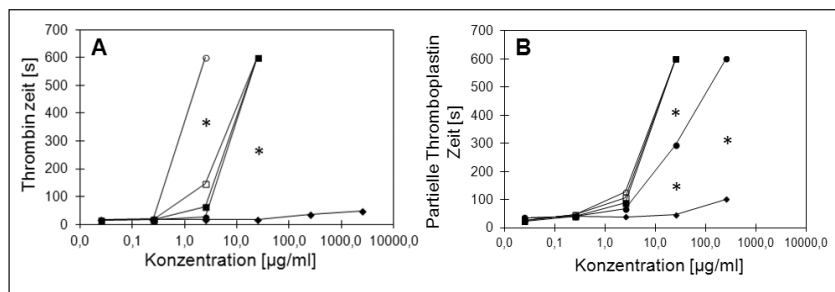 A
Thrombin zeit [s]
700
600
500
400
300
200
100
0
*
*
0,0 0,1 1,0 10,0 100,0 1000,0 10000,0
Konzentration [µg/ml]
B
Partielle Thromboplastin
Zeit [s]
700
600
500
400
300
200
100
0
*
*
*
0,0 0,1 1,0 10,0 100,0 1000,0 10000,0
Konzentration [µg/ml]